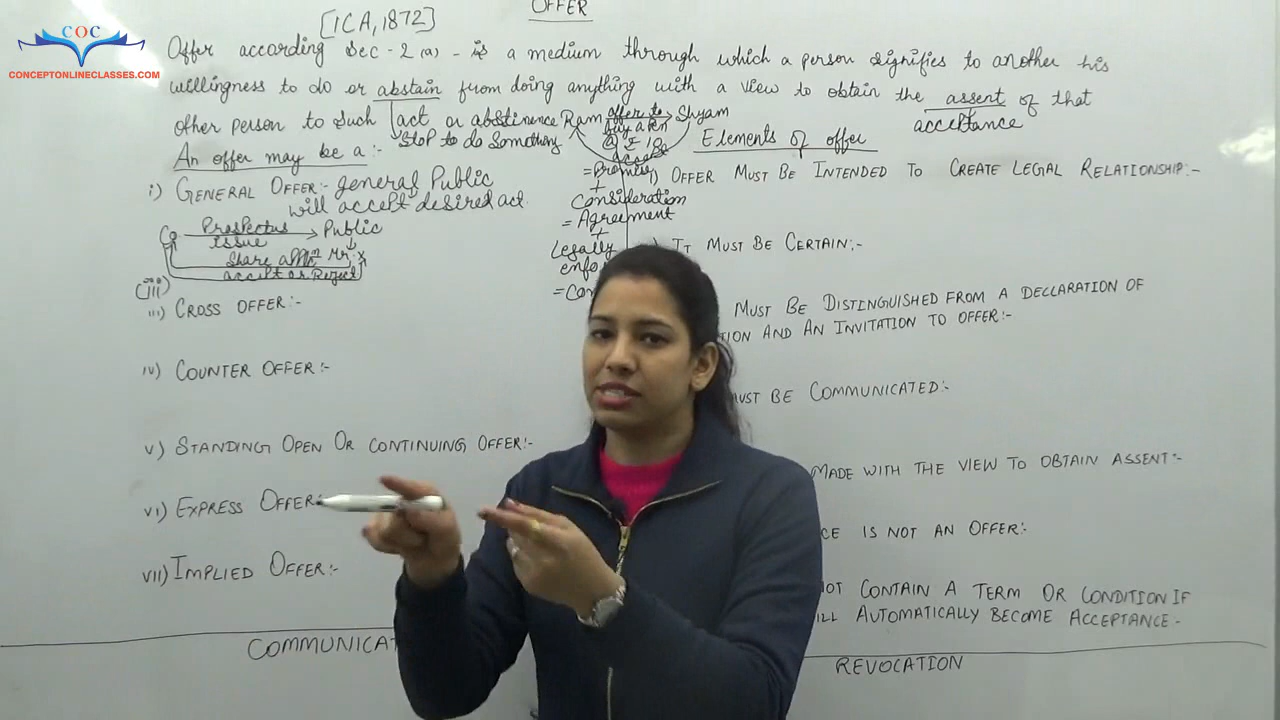 COC
CONCEPTONLINECLASSES.COM
OFFER
[ICA, 1872]
Offer according Sec-2(a) - is a medium through which a person signifies to another his
willingness to do or abstain from doing anything with a view to obtain the assent of that
other person to such act or abstinence
acceptance
Stop to do Something
Ram offer to Shyam
buy a Pen
@ ₹ 10
accept
= Promise
+
Consideration
= Agreement
+
Legally
enfo
= Con
An offer may be a :-
i) GENERAL OFFER:- general Public
will accept desired act.
Co Prospectus Public
issue
Share Mr. X
accept or Reject
(iii)
iii) CROSS OFFER:-
iv) COUNTER OFFER:-
v) STANDING OPEN OR CONTINUING OFFER:-
vi) EXPRESS OFFER:-
vii) IMPLIED OFFER:-
Elements of offer
i) OFFER MUST BE INTENDED TO CREATE LEGAL RELATIONSHIP:-
) IT MUST BE CERTAIN:-
MUST BE DISTINGUISHED FROM A DECLARATION OF
TION AND AN INVITATION TO OFFER:-
MUST BE COMMUNICATED:-
MADE WITH THE VIEW TO OBTAIN ASSENT:-
CE IS NOT AN OFFER:-
NOT CONTAIN A TERM OR CONDITION IF
ILL AUTOMATICALLY BECOME ACCEPTANCE-
COMMUNICAT
REVOCATION